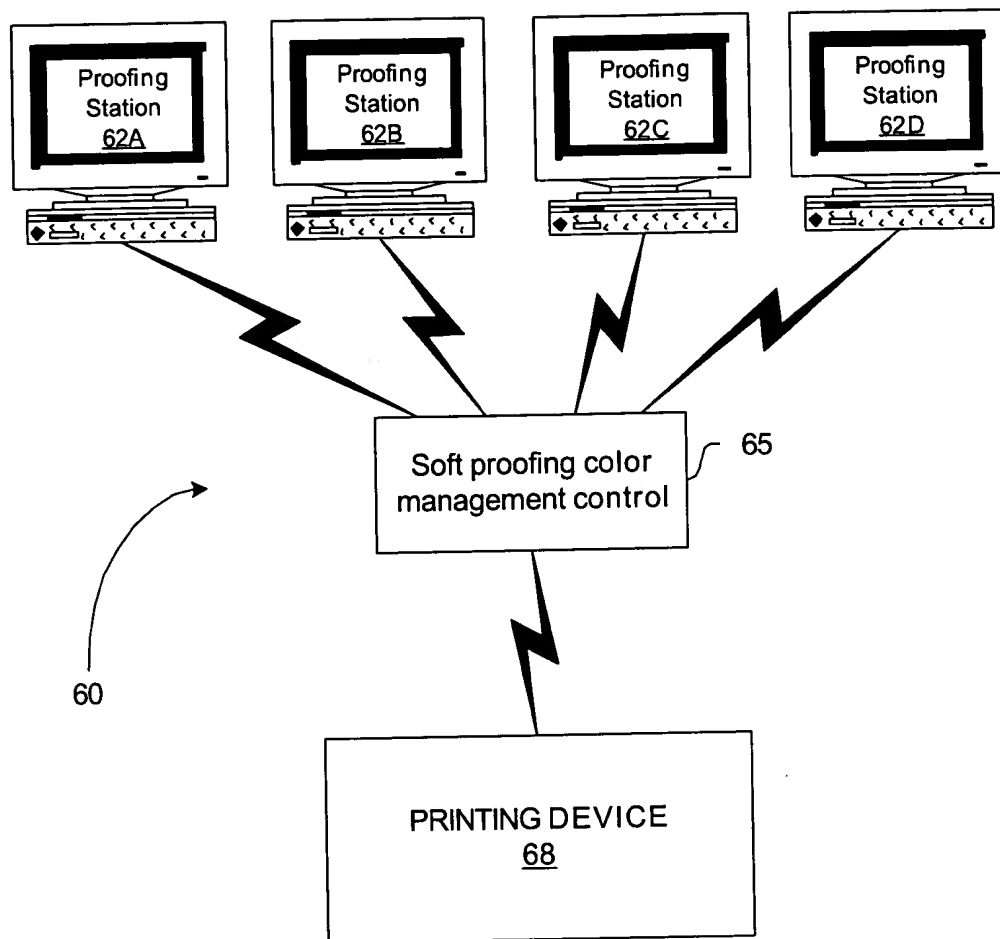 Proofing
Station
62A
Proofing
Station
62B
Proofing
Station
62C
Proofing
Station
62D
Soft proofing color
management control
65
60
PRINTING DEVICE
68